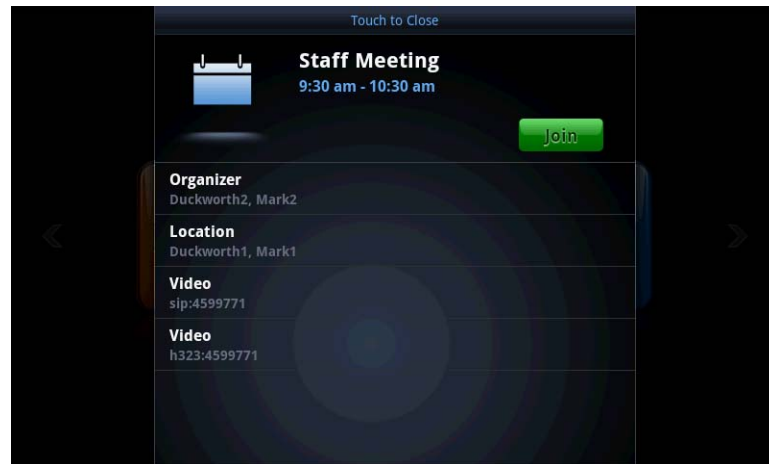 Touch to Close
Staff Meeting
9:30 am - 10:30 am
Join
Organizer
Duckworth2, Mark2
Location
Duckworth1, Mark1
Video
sip:4599771
Video
h323:4599771